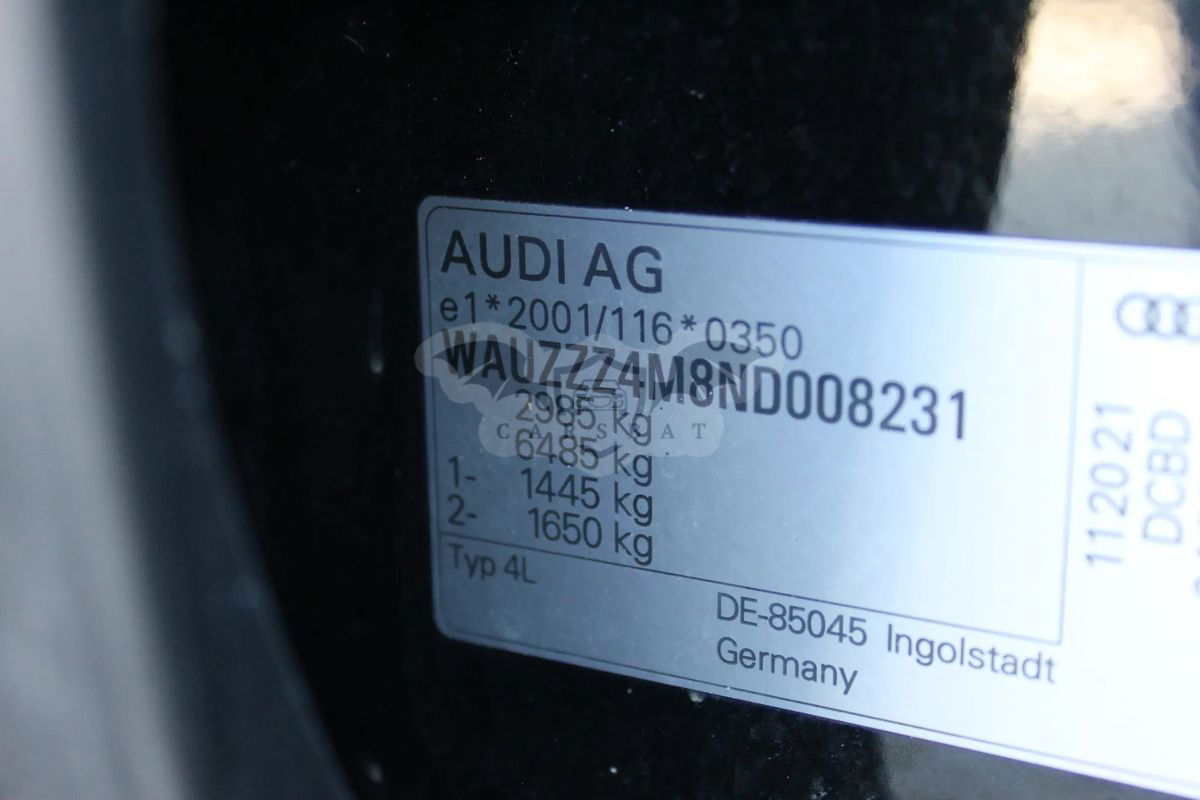 AUDI AG
e1*2001/116*0350
WAUZZZ4M8ND008231
2985 kg
CARSBAT
6485 kg
1- 1445 kg
2- 1650 kg
Typ 4L
DE-85045 Ingolstadt
Germany
112021
DCBD